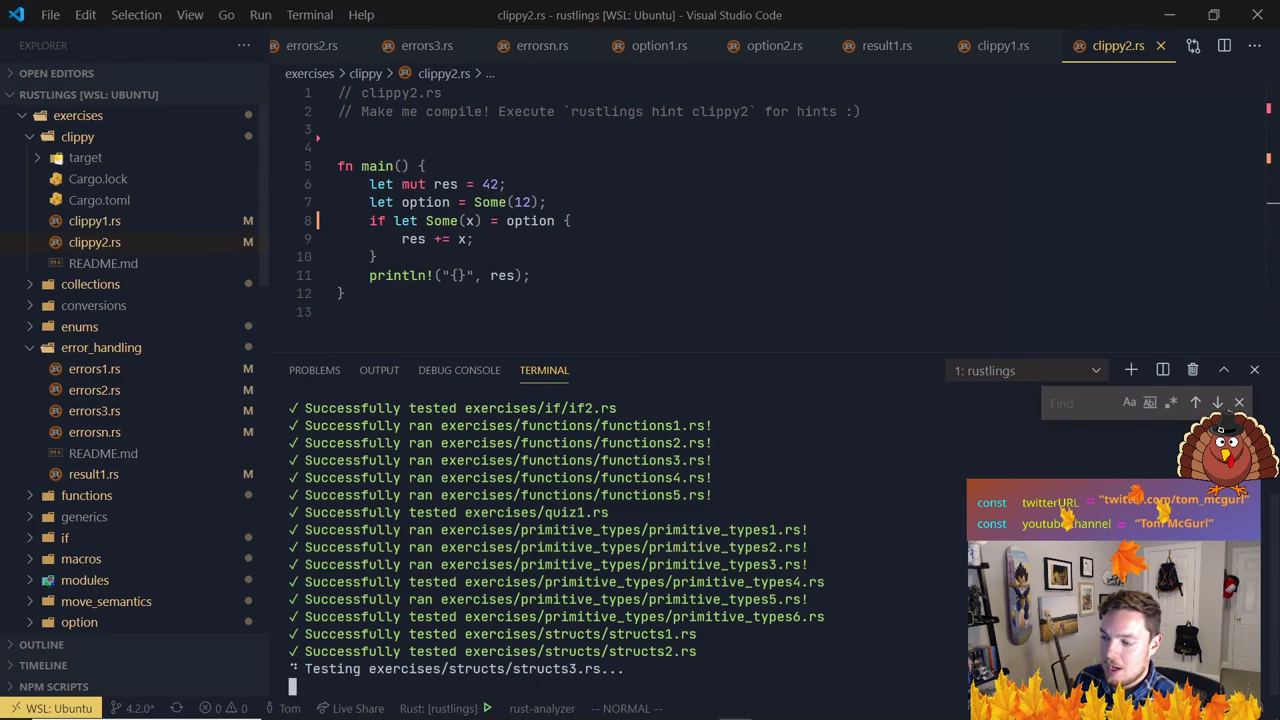 File Edit Selection View Go Run Terminal Help clippy2.rs - rustlings [WSL: Ubuntu] - Visual Studio Code
EXPLORER
OPEN EDITORS
RUSTLINGS [WSL: UBUNTU]
exercises
clippy
target
Cargo.lock
Cargo.toml
clippy1.rs M
clippy2.rs M
README.md
collections
conversions
enums
error_handling
errors1.rs M
errors2.rs M
errors3.rs M
errorsn.rs M
README.md
result1.rs M
functions
generics
if
macros
modules
move_semantics
option
OUTLINE
TIMELINE
NPM SCRIPTS
errors2.rs errors3.rs errorsn.rs option1.rs option2.rs result1.rs clippy1.rs clippy2.rs
exercises > clippy > clippy2.rs > ...
1 // clippy2.rs
2 // Make me compile! Execute `rustlings hint clippy2` for hints :)
3
4
5 fn main() {
6 let mut res = 42;
7 let option = Some(12);
8 if let Some(x) = option {
9 res += x;
10 }
11 println!("{}", res);
12 }
13
PROBLEMS OUTPUT DEBUG CONSOLE TERMINAL 1: rustlings
Find Aa Abl
✓ Successfully tested exercises/if/if2.rs
✓ Successfully ran exercises/functions/functions1.rs!
✓ Successfully ran exercises/functions/functions2.rs!
✓ Successfully ran exercises/functions/functions3.rs!
✓ Successfully ran exercises/functions/functions4.rs!
✓ Successfully ran exercises/functions/functions5.rs!
✓ Successfully tested exercises/quiz1.rs
✓ Successfully ran exercises/primitive_types/primitive_types1.rs!
✓ Successfully ran exercises/primitive_types/primitive_types2.rs!
✓ Successfully ran exercises/primitive_types/primitive_types3.rs!
✓ Successfully tested exercises/primitive_types/primitive_types4.rs
✓ Successfully ran exercises/primitive_types/primitive_types5.rs!
✓ Successfully tested exercises/primitive_types/primitive_types6.rs
✓ Successfully tested exercises/structs/structs1.rs
✓ Successfully tested exercises/structs/structs2.rs
Testing exercises/structs/structs3.rs...
const twitterURL = "twitter.com/tom_mcgurl"
const youtubeChannel = "Tom McGurl"
WSL: Ubuntu 4.2.0* 0 0 Tom Live Share Rust: [rustlings] rust-analyzer -- NORMAL --